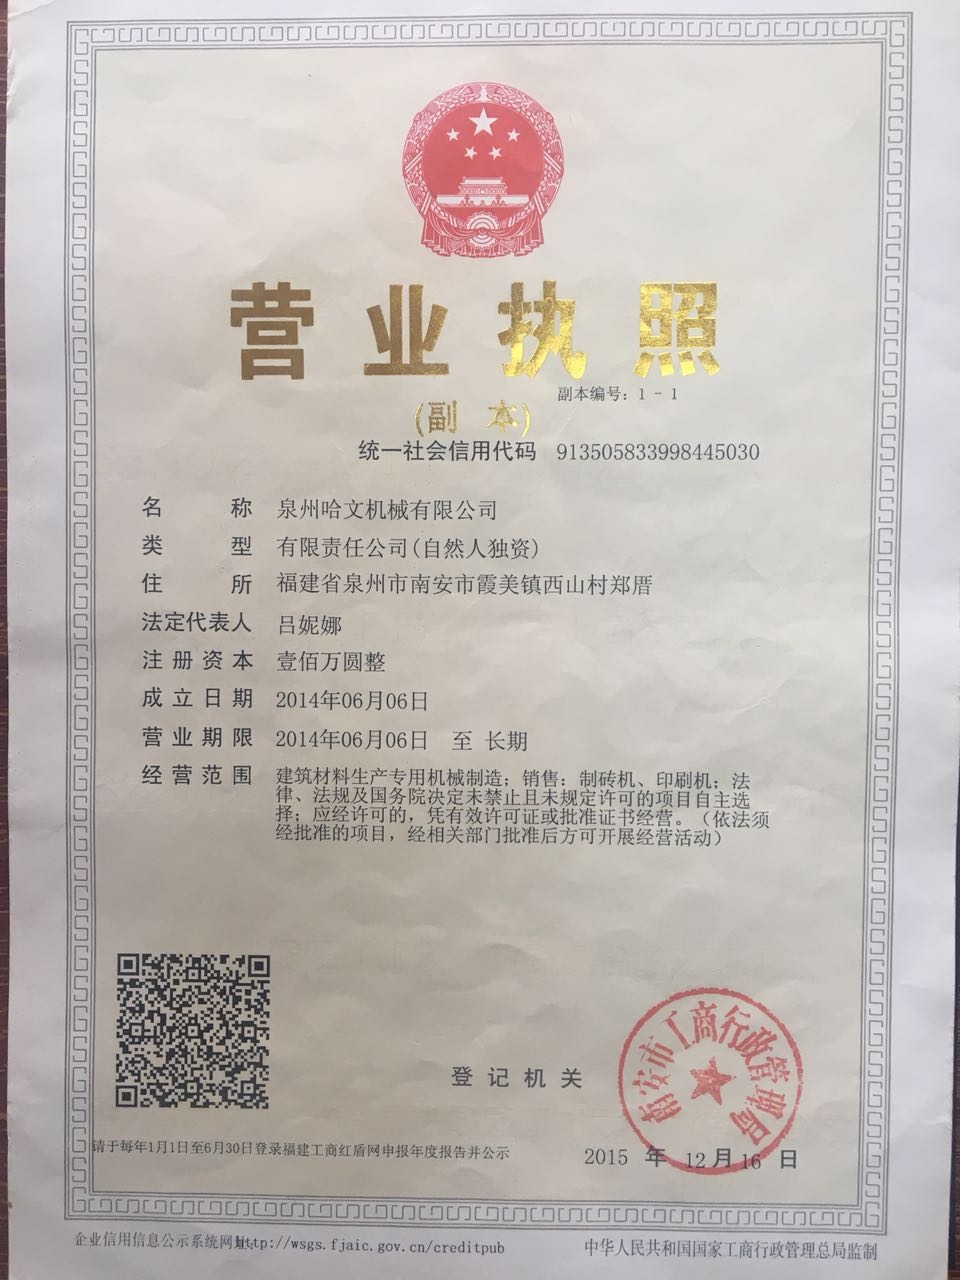 营业执照
副本编号：1 - 1
(副 本)
统一社会信用代码 913505833998445030
名 称 泉州哈文机械有限公司
类 型 有限责任公司(自然人独资)
住 所 福建省泉州市南安市霞美镇西山村郑厝
法定代表人 吕妮娜
注册资本 壹佰万圆整
成立日期 2014年06月06日
营业期限 2014年06月06日 至 长期
经营范围 建筑材料生产专用机械制造；销售：制砖机、印刷机；法
律、法规及国务院决定未禁止且未规定许可的项目自主选
择；应经许可的，凭有效许可证或批准证书经营。（依法须
经批准的项目，经相关部门批准后方可开展经营活动）
南安市工商行政管理局
登记机关
请于每年1月1日至6月30日登录福建工商红盾网申报年度报告并公示
2015 年 12 月 16 日
企业信用信息公示系统网址http://wsgs.fjaic.gov.cn/creditpub
中华人民共和国国家工商行政管理总局监制